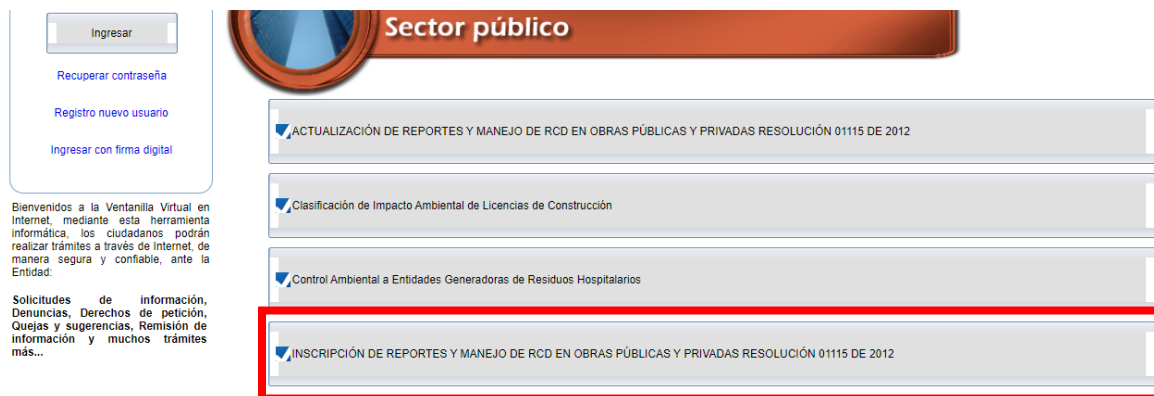 Ingresar
Recuperar contraseña
Registro nuevo usuario
Ingresar con firma digital
Bienvenidos a la Ventanilla Virtual en
Internet, mediante esta herramienta
informática, los ciudadanos podrán
realizar trámites a través de Internet, de
manera segura y confiable, ante la
Entidad:
Solicitudes de información,
Denuncias, Derechos de petición,
Quejas y sugerencias, Remisión de
información y muchos trámites
más...
Sector público
ACTUALIZACIÓN DE REPORTES Y MANEJO DE RCD EN OBRAS PÚBLICAS Y PRIVADAS RESOLUCIÓN 01115 DE 2012
Clasificación de Impacto Ambiental de Licencias de Construcción
Control Ambiental a Entidades Generadoras de Residuos Hospitalarios
INSCRIPCIÓN DE REPORTES Y MANEJO DE RCD EN OBRAS PÚBLICAS Y PRIVADAS RESOLUCIÓN 01115 DE 2012